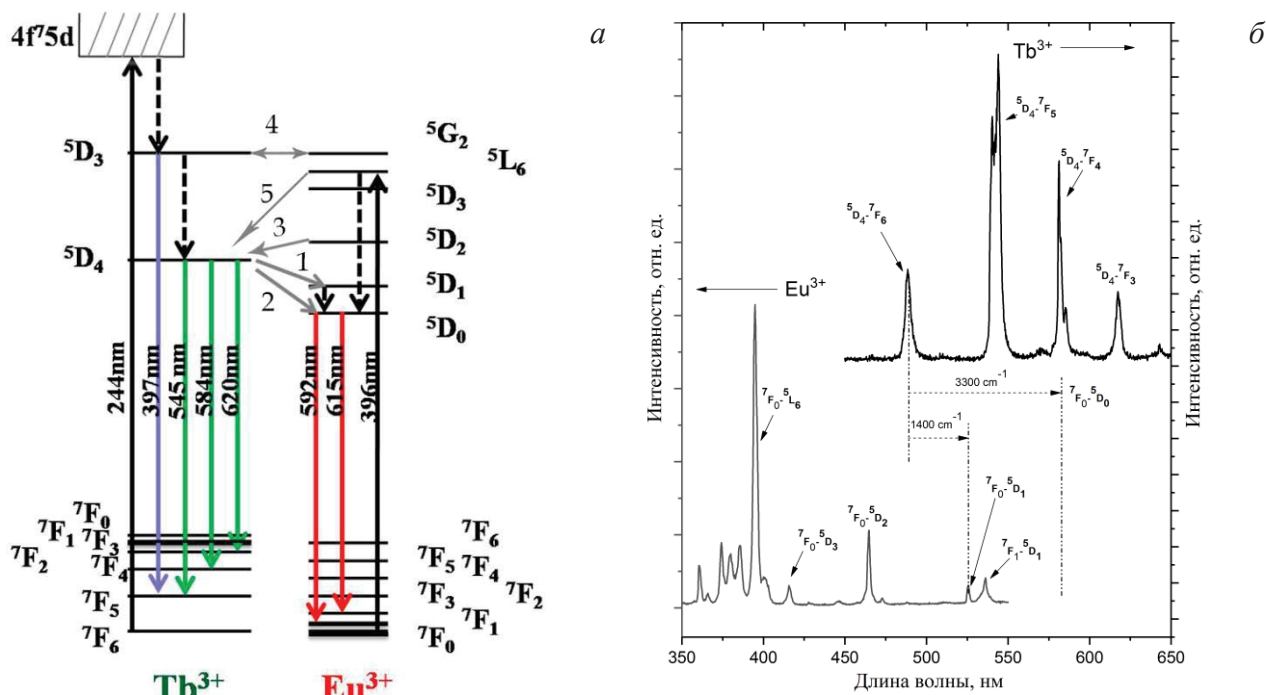 а
4f⁷5d
⁵D₃
⁵D₄
4
5
3
1
2
⁵G₂
⁵L₆
⁵D₃
⁵D₂
⁵D₁
⁵D₀
244nm
397nm
545nm
584nm
620nm
592nm
615nm
396nm
⁷F₀
⁷F₁ ⁷F₃
⁷F₂
⁷F₄
⁷F₅
⁷F₆
⁷F₆
⁷F₅ ⁷F₄
⁷F₃ ⁷F₂
⁷F₁
⁷F₀
Tb³⁺
Eu³⁺
б
Интенсивность, отн. ед.
Интенсивность, отн. ед.
Tb³⁺
⁵D₄-⁷F₆
⁵D₄-⁷F₅
⁵D₄-⁷F₄
⁵D₄-⁷F₃
Eu³⁺
3300 cm⁻¹
1400 cm⁻¹
⁷F₀-⁵D₀
⁷F₀-⁵L₆
⁷F₀-⁵D₃
⁷F₀-⁵D₂
⁷F₀-⁵D₁
⁷F₁-⁵D₁
350 400 450 500 550 600 650
Длина волны, нм